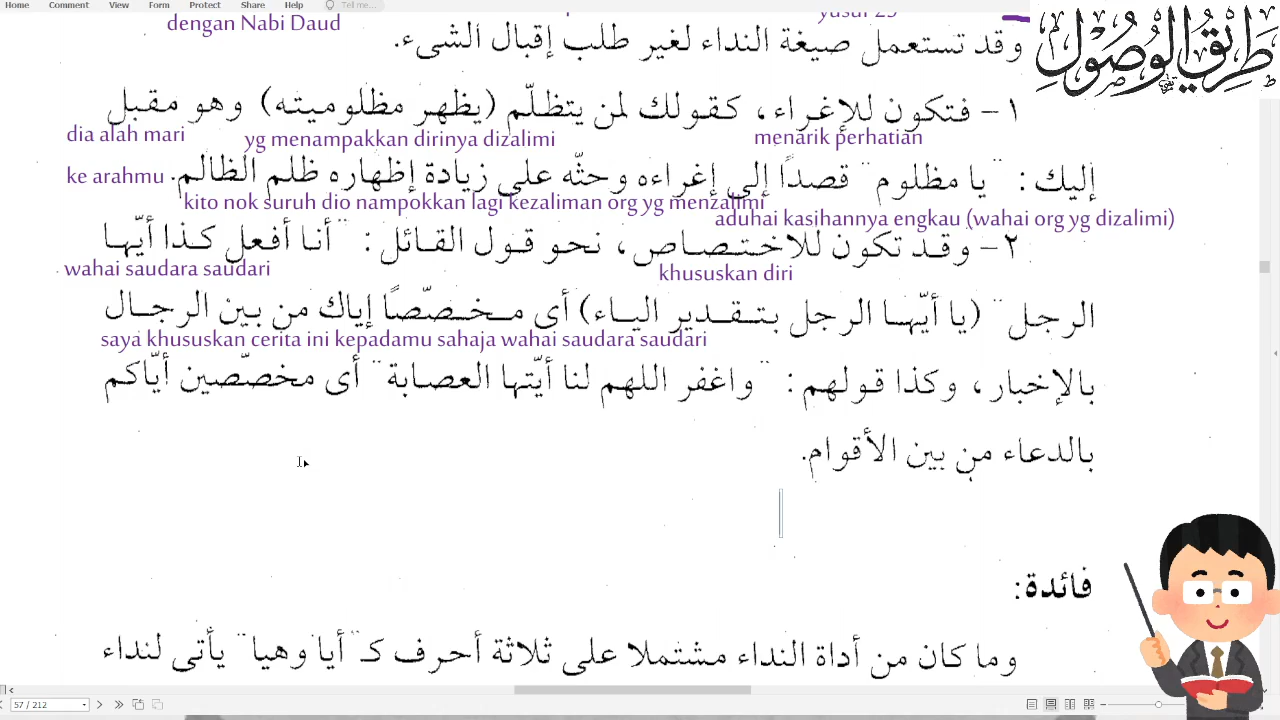 Home Comment View Form Protect Share Help Tell me...
dengan Nabi Daud
طريق الوصول
وقد تستعمل صيغة النداء لغير طلب إقبال الشىء.
١ – فتكون للإغراء، كقولك لمن يتظلّم (يظهر مظلوميته) وهو مقبل
dia alah mari yg menampakkan dirinya dizalimi menarik perhatian
إليك : ¨ يا مظلوم ¨ قصداً إلى إغراءه وحثّه على زيادة إظهاره ظلم الظالم.
ke arahmu kito nok suruh dio nampokkan lagi kezaliman org yg menzalimi
aduhai kasihannya engkau (wahai org yg dizalimi)
٢ – وقد تكون للاختصاص، نحو قول القائل : ¨ أنا أفعل كذا أيّها
wahai saudara saudari khususkan diri
الرجل ¨ (يا أيّها الرجل بتقدير الياء) أى مخصّصًا إياك من بين الرجال
saya khususkan cerita ini kepadamu sahaja wahai saudara saudari
بالإخبار، وكذا قولهم : ¨ واغفر اللهم لنا أيّتها العصابة ¨ أى مخصّصين أيّاكم
بالدعاء من بين الأقوام.
فائدة:
وما كان من أداة النداء مشتملا على ثلاثة أحرف كـ ¨ أيا وهيا ¨ يأتى لنداء
57 / 212